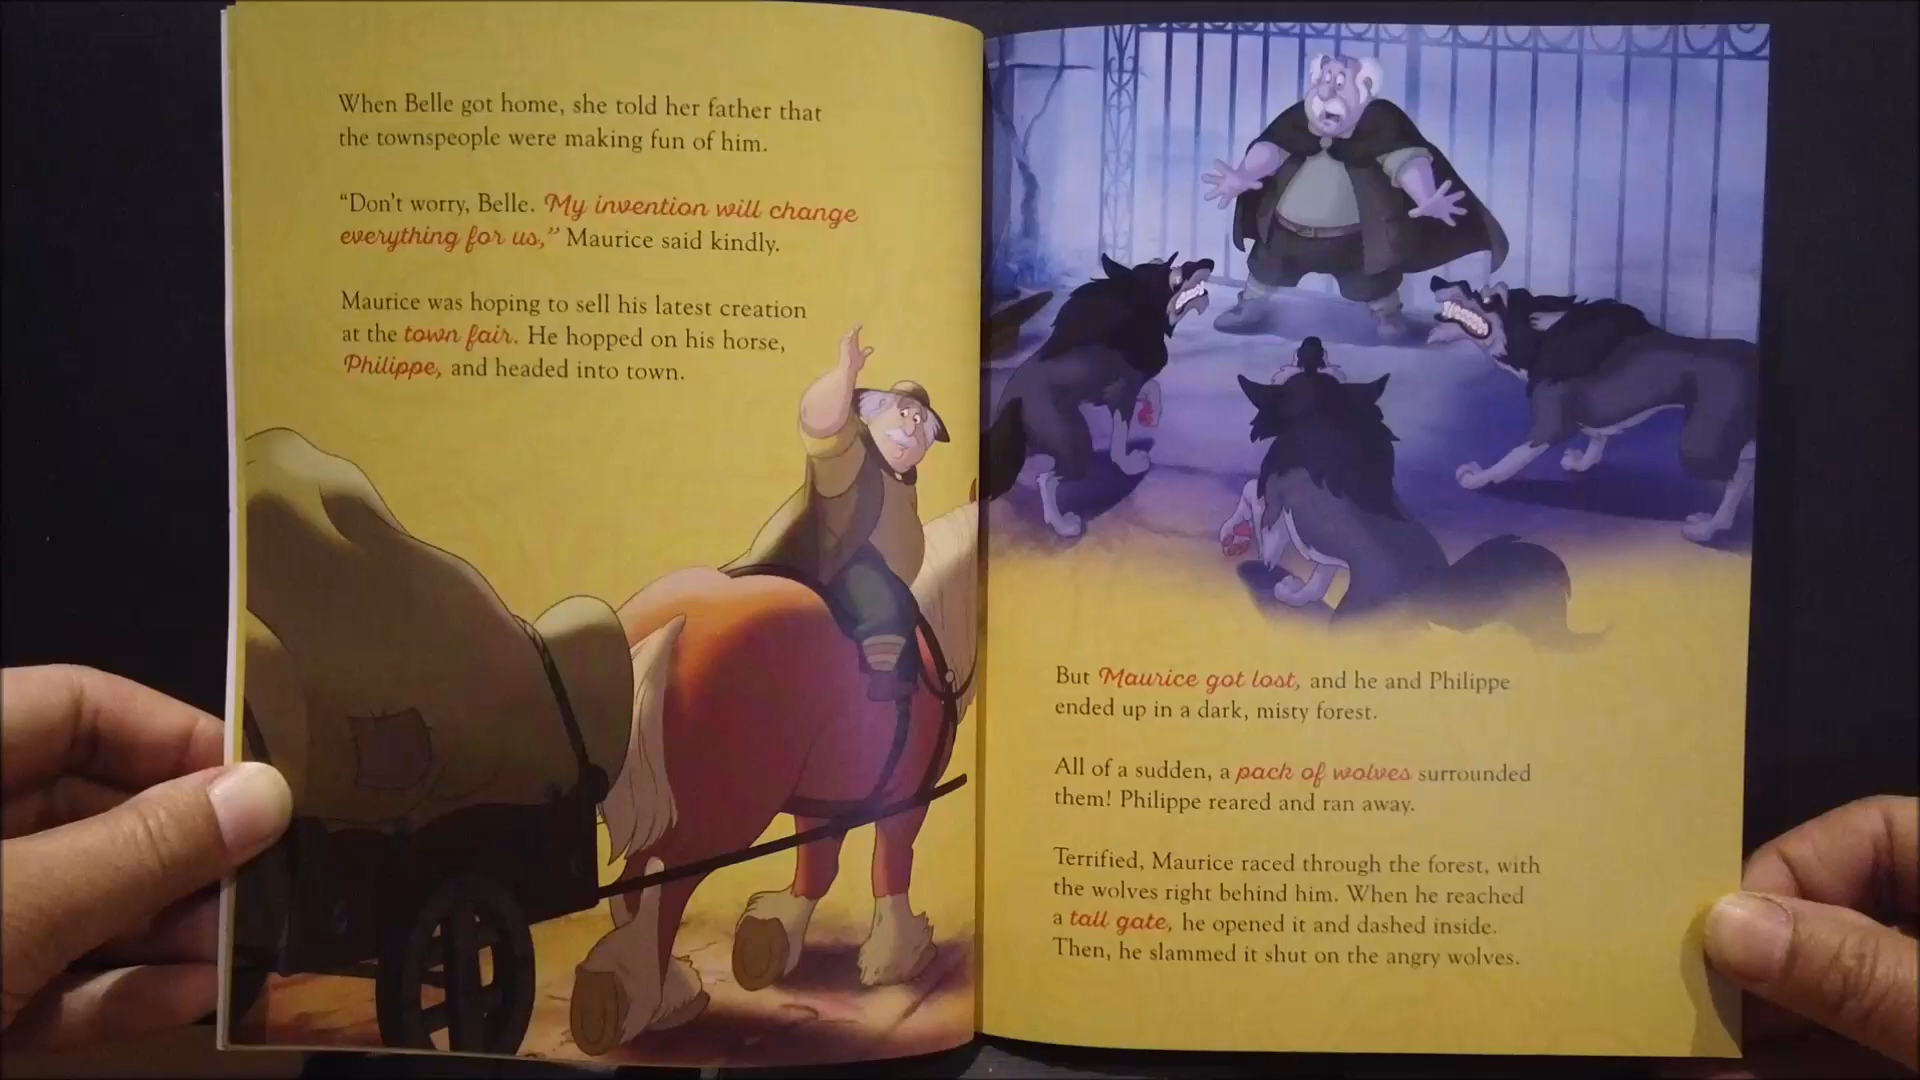 When Belle got home, she told her father that
the townspeople were making fun of him.
“Don't worry, Belle. My invention will change
everything for us,” Maurice said kindly.
Maurice was hoping to sell his latest creation
at the town fair. He hopped on his horse,
Philippe, and headed into town.
But Maurice got lost, and he and Philippe
ended up in a dark, misty forest.
All of a sudden, a pack of wolves surrounded
them! Philippe reared and ran away.
Terrified, Maurice raced through the forest, with
the wolves right behind him. When he reached
a tall gate, he opened it and dashed inside.
Then, he slammed it shut on the angry wolves.